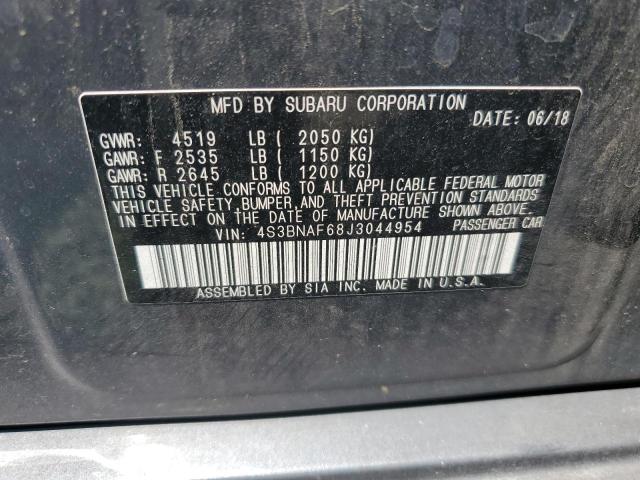 MFD BY SUBARU CORPORATION DATE: 06/18
GVWR: 4519 LB ( 2050 KG)
GAWR: F 2535 LB ( 1150 KG)
GAWR: R 2645 LB ( 1200 KG)
THIS VEHICLE CONFORMS TO ALL APPLICABLE FEDERAL MOTOR
VEHICLE SAFETY, BUMPER, AND THEFT PREVENTION STANDARDS
IN EFFECT ON THE DATE OF MANUFACTURE SHOWN ABOVE.
VIN: 4S3BNAF68J3044954 PASSENGER CAR
ASSEMBLED BY SIA INC. MADE IN U.S.A.